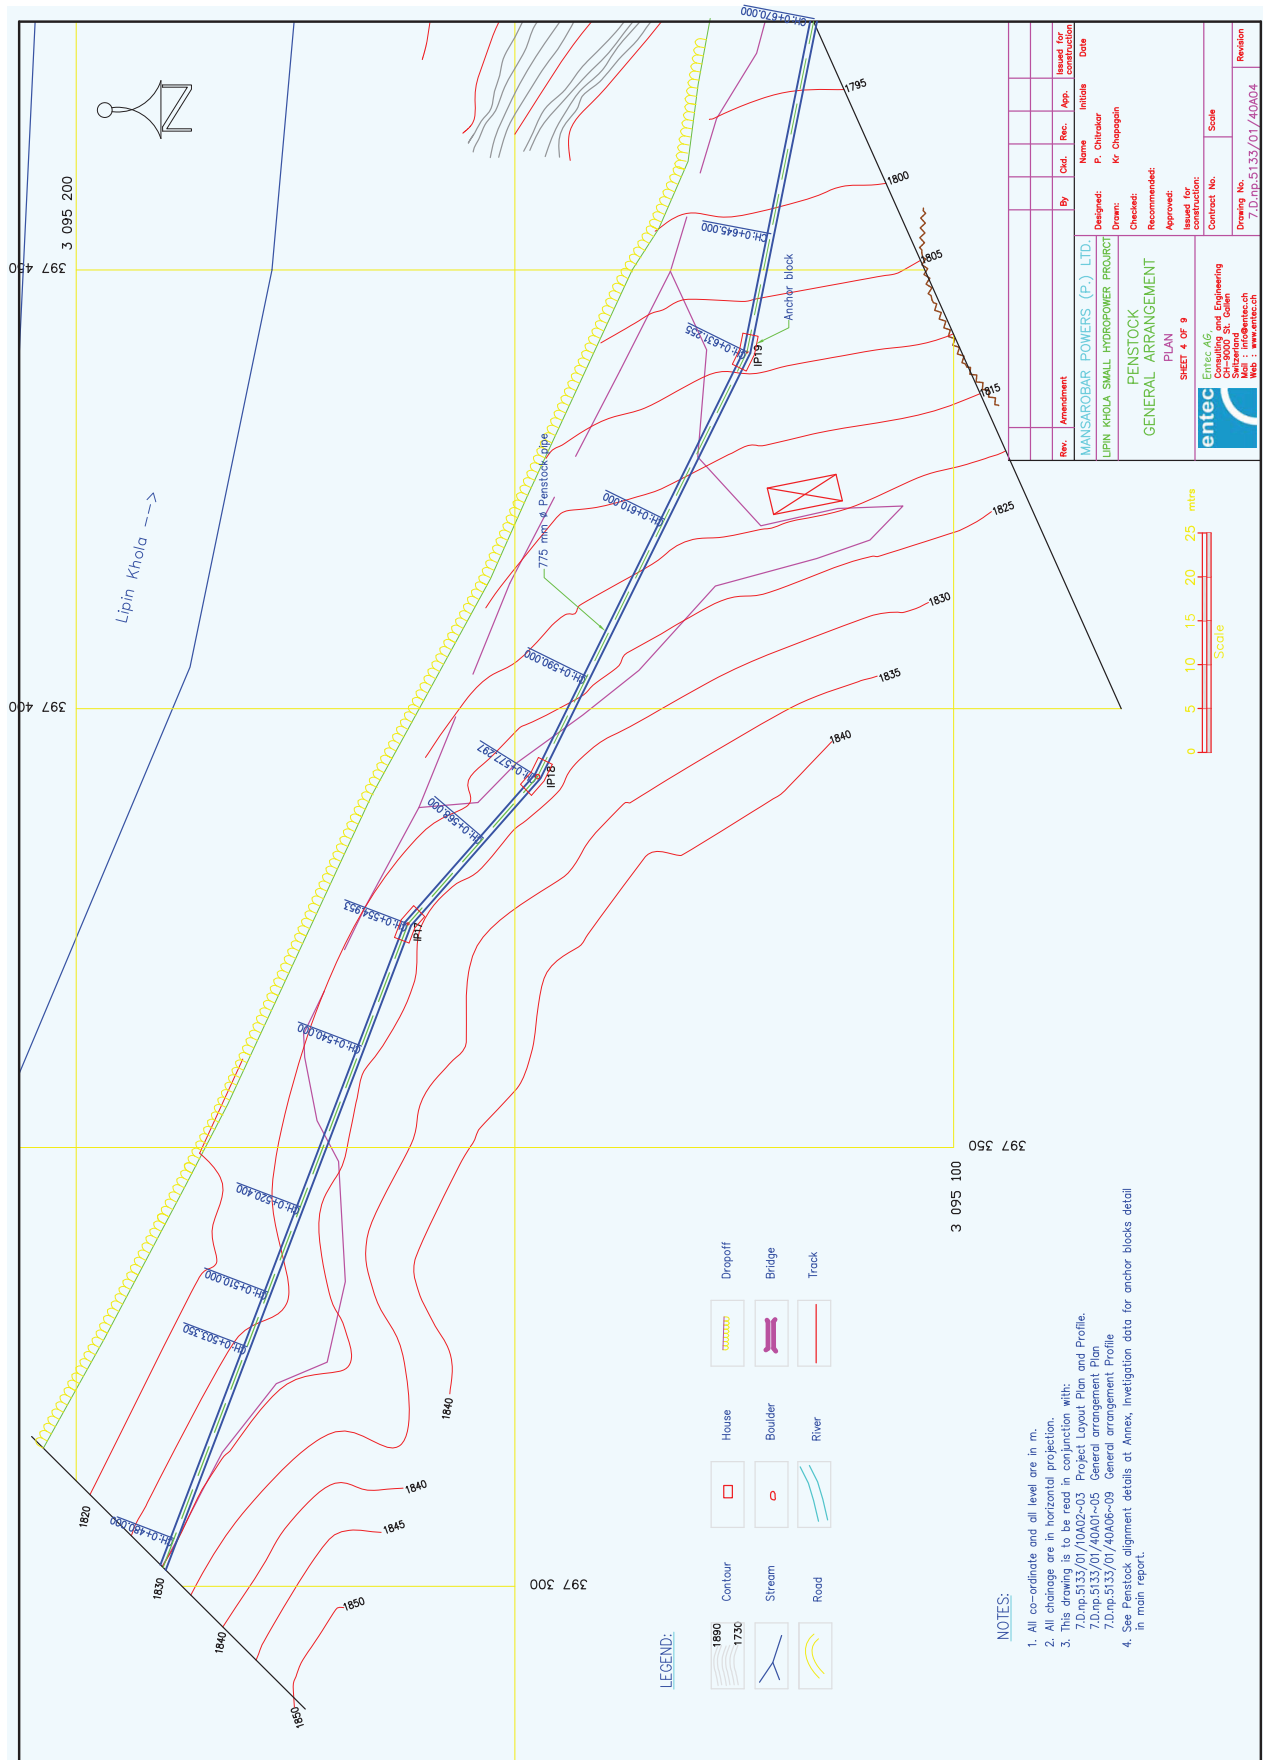 3 095 200
397 450
397 400
397 350
397 300
3 095 100
Lipin Khola --->
CH:0+480.000
CH:0+503.350
CH:0+510.000
CH:0+520.400
CH:0+540.000
CH:0+554.953
IP17
CH:0+568.000
CH:0+577.297
IP18
CH:0+590.000
775 mm ø Penstock pipe
CH:0+610.000
CH:0+631.255
IP19
Anchor block
CH:0+645.000
CH:0+670.000
1820
1830
1840
1850
1850
1845
1840
1840
1840
1835
1830
1825
1815
1805
1800
1795
0 5 10 15 20 25 mtrs
Scale
LEGEND:
1890
1730
Contour
House
Dropoff
Stream
Boulder
Bridge
Road
River
Track
NOTES:
1. All co-ordinate and all level are in m.
2. All chainage are in horizontal projection.
3. This drawing is to be read in conjunction with:
7.D.np.5133/01/10A02~03 Project Layout Plan and Profile.
7.D.np.5133/01/40A01~05 General arrangement Plan
7.D.np.5133/01/40A06~09 General arrangement Profile
4. See Penstock alignment details at Annex, Invetigation data for anchor blocks detail
in main report.
Rev. Amendment By Ckd. Rec. App. Issued for
construction
MANSAROBAR POWERS (P.) LTD.
LIPIN KHOLA SMALL HYDROPOWER PROJRCT
PENSTOCK
GENERAL ARRANGEMENT
PLAN
SHEET 4 OF 9
Name Initials Date
Designed: P. Chitrakar
Drawn: Kr Chapagain
Checked:
Recommended:
Approved:
Issued for
construction:
Contract No. Scale
Drawing No. Revision
7.D.np.5133/01/40A04
entec
Entec AG,
Consulting and Engineering
CH-9000 St. Gallen
Switzerland
Mail : info@entec.ch
Web : www.entec.ch